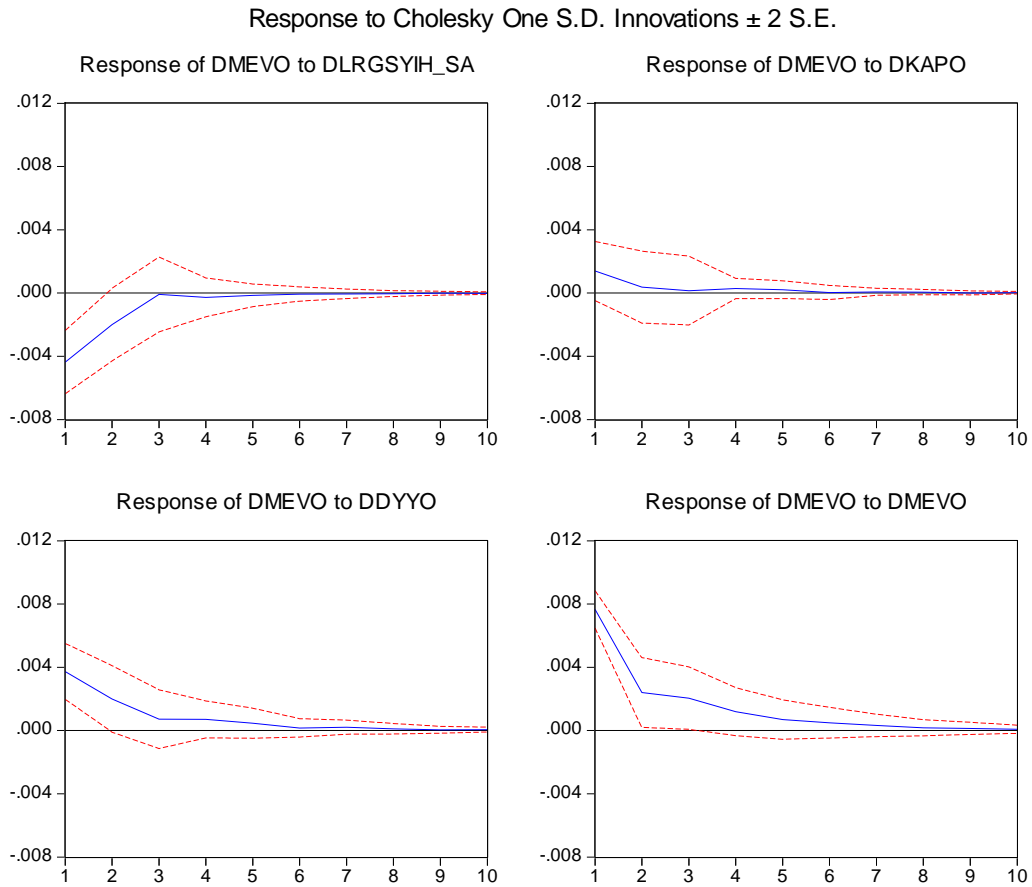 Response to Cholesky One S.D. Innovations ± 2 S.E.
Response of DMEVO to DLRGSYIH_SA
.012
.008
.004
.000
-.004
-.008
1 2 3 4 5 6 7 8 9 10
Response of DMEVO to DKAPO
.012
.008
.004
.000
-.004
-.008
1 2 3 4 5 6 7 8 9 10
Response of DMEVO to DDYYO
.012
.008
.004
.000
-.004
-.008
1 2 3 4 5 6 7 8 9 10
Response of DMEVO to DMEVO
.012
.008
.004
.000
-.004
-.008
1 2 3 4 5 6 7 8 9 10